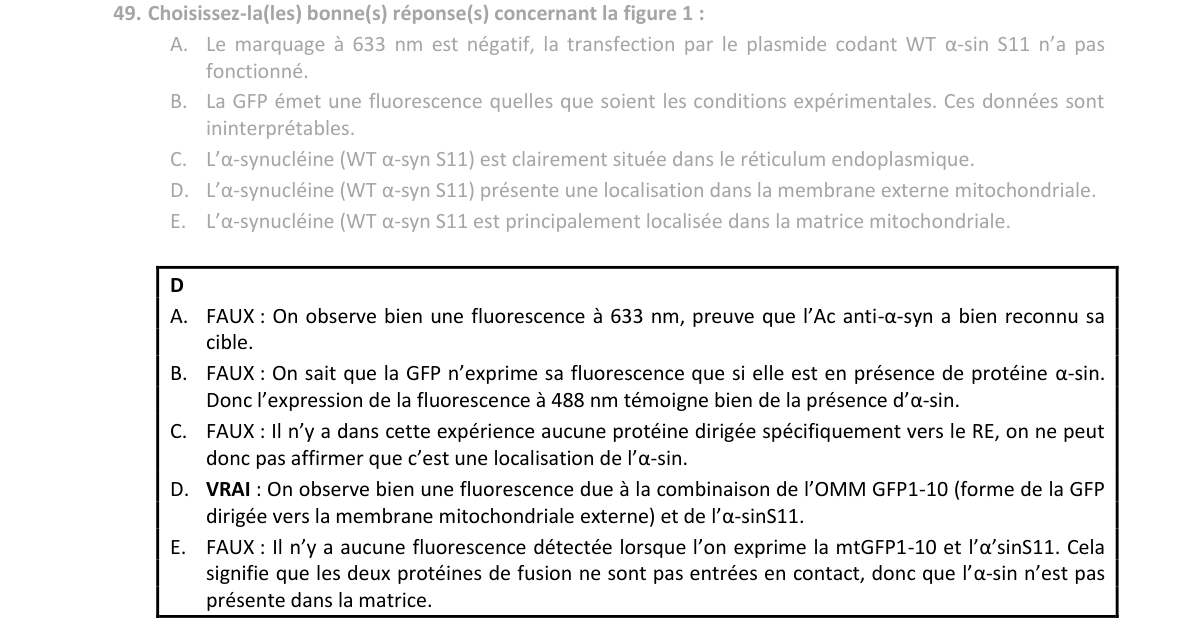 49. Choisissez-la(les) bonne(s) réponse(s) concernant la figure 1 :
A. Le marquage à 633 nm est négatif, la transfection par le plasmide codant WT α-sin S11 n’a pas
fonctionné.
B. La GFP émet une fluorescence quelles que soient les conditions expérimentales. Ces données sont
ininterprétables.
C. L’α-synucléine (WT α-syn S11) est clairement située dans le réticulum endoplasmique.
D. L’α-synucléine (WT α-syn S11) présente une localisation dans la membrane externe mitochondriale.
E. L’α-synucléine (WT α-syn S11 est principalement localisée dans la matrice mitochondriale.
D
A. FAUX : On observe bien une fluorescence à 633 nm, preuve que l’Ac anti-α-syn a bien reconnu sa
cible.
B. FAUX : On sait que la GFP n’exprime sa fluorescence que si elle est en présence de protéine α-sin.
Donc l’expression de la fluorescence à 488 nm témoigne bien de la présence d’α-sin.
C. FAUX : Il n’y a dans cette expérience aucune protéine dirigée spécifiquement vers le RE, on ne peut
donc pas affirmer que c’est une localisation de l’α-sin.
D. VRAI : On observe bien une fluorescence due à la combinaison de l’OMM GFP1-10 (forme de la GFP
dirigée vers la membrane mitochondriale externe) et de l’α-sinS11.
E. FAUX : Il n’y a aucune fluorescence détectée lorsque l’on exprime la mtGFP1-10 et l’α’sinS11. Cela
signifie que les deux protéines de fusion ne sont pas entrées en contact, donc que l’α-sin n’est pas
présente dans la matrice.